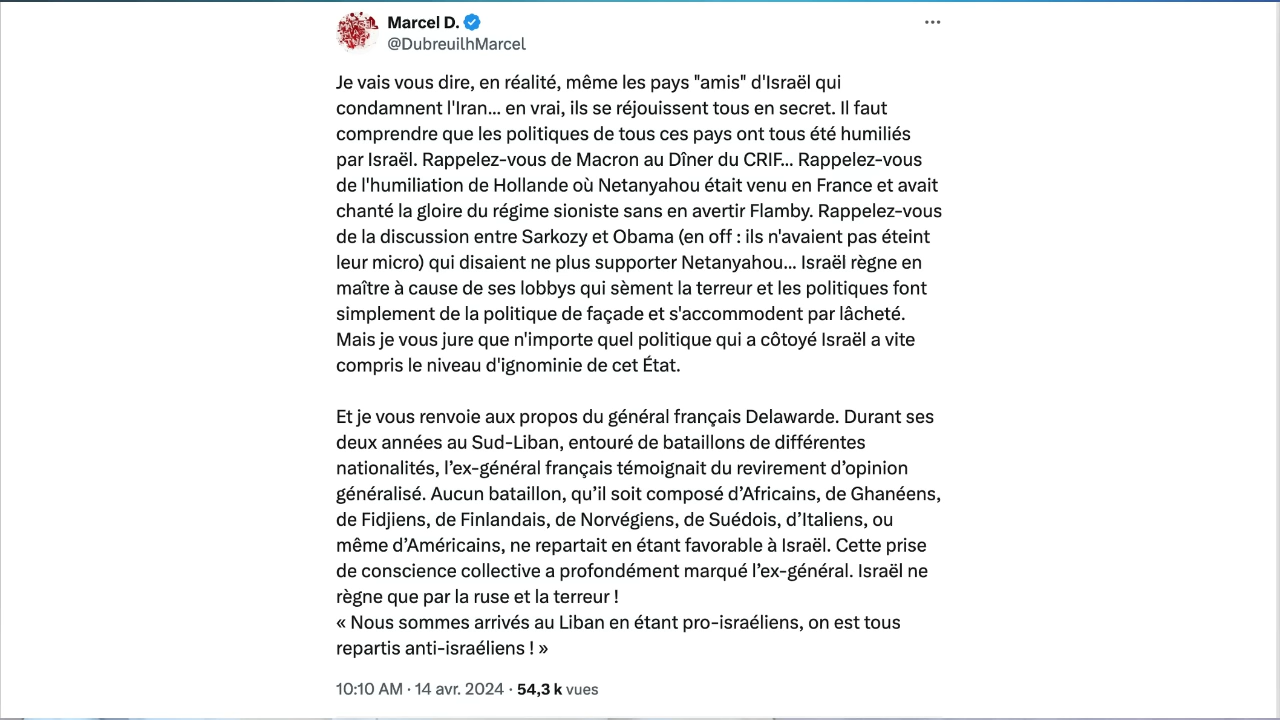 Marcel D.
@DubreuilhMarcel
Je vais vous dire, en réalité, même les pays "amis" d'Israël qui
condamnent l'Iran... en vrai, ils se réjouissent tous en secret. Il faut
comprendre que les politiques de tous ces pays ont tous été humiliés
par Israël. Rappelez-vous de Macron au Dîner du CRIF... Rappelez-vous
de l'humiliation de Hollande où Netanyahou était venu en France et avait
chanté la gloire du régime sioniste sans en avertir Flamby. Rappelez-vous
de la discussion entre Sarkozy et Obama (en off : ils n'avaient pas éteint
leur micro) qui disaient ne plus supporter Netanyahou... Israël règne en
maître à cause de ses lobbys qui sèment la terreur et les politiques font
simplement de la politique de façade et s'accommodent par lâcheté.
Mais je vous jure que n'importe quel politique qui a côtoyé Israël a vite
compris le niveau d'ignominie de cet État.
Et je vous renvoie aux propos du général français Delawarde. Durant ses
deux années au Sud-Liban, entouré de bataillons de différentes
nationalités, l’ex-général français témoignait du revirement d’opinion
généralisé. Aucun bataillon, qu’il soit composé d’Africains, de Ghanéens,
de Fidjiens, de Finlandais, de Norvégiens, de Suédois, d’Italiens, ou
même d’Américains, ne repartait en étant favorable à Israël. Cette prise
de conscience collective a profondément marqué l’ex-général. Israël ne
règne que par la ruse et la terreur !
« Nous sommes arrivés au Liban en étant pro-israéliens, on est tous
repartis anti-israéliens ! »
10:10 AM · 14 avr. 2024 · 54,3 k vues